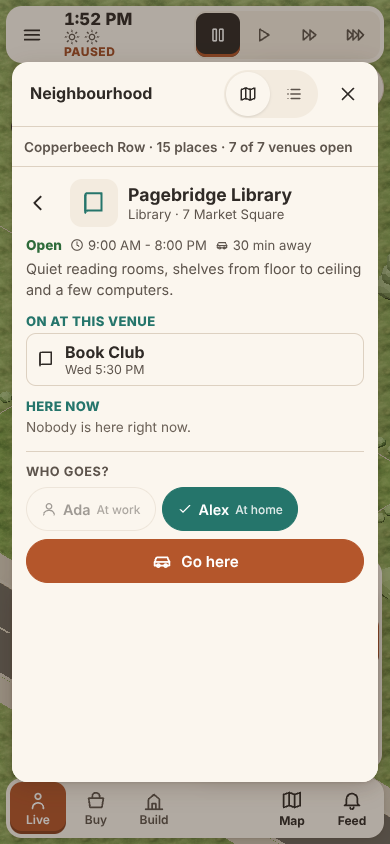 1:52 PM
PAUSED
Neighbourhood
Copperbeech Row · 15 places · 7 of 7 venues open
Pagebridge Library
Library · 7 Market Square
Open 9:00 AM - 8:00 PM 30 min away
Quiet reading rooms, shelves from floor to ceiling
and a few computers.
ON AT THIS VENUE
Book Club
Wed 5:30 PM
HERE NOW
Nobody is here right now.
WHO GOES?
Ada At work Alex At home
Go here
Live Buy Build Map Feed